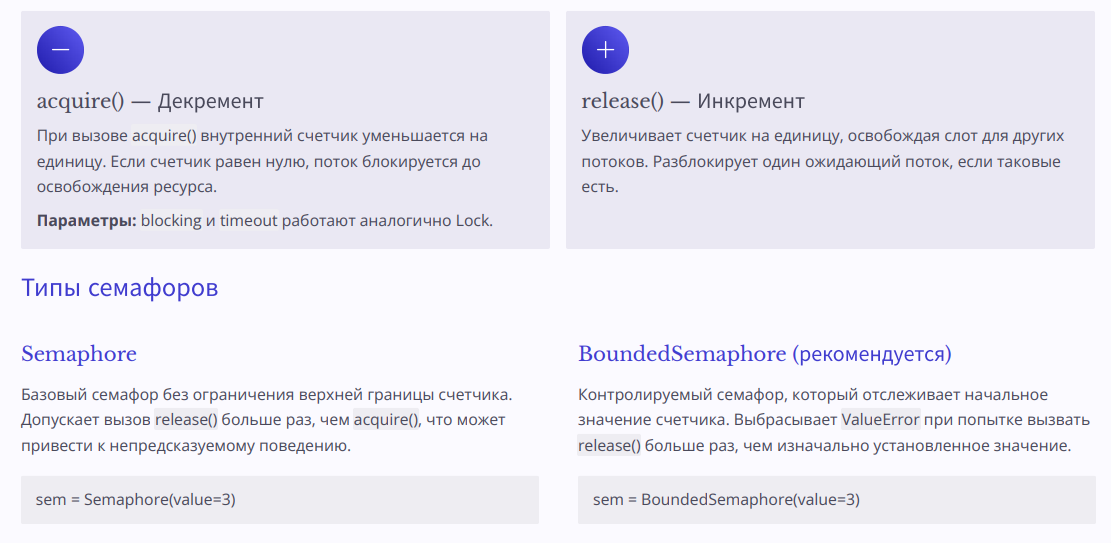 acquire() — Декремент
При вызове acquire() внутренний счетчик уменьшается на
единицу. Если счетчик равен нулю, поток блокируется до
освобождения ресурса.
Параметры: blocking и timeout работают аналогично Lock.
release() — Инкремент
Увеличивает счетчик на единицу, освобождая слот для других
потоков. Разблокирует один ожидающий поток, если таковые
есть.
Типы семафоров
Semaphore
Базовый семафор без ограничения верхней границы счетчика.
Допускает вызов release() больше раз, чем acquire(), что может
привести к непредсказуемому поведению.
sem = Semaphore(value=3)
BoundedSemaphore (рекомендуется)
Контролируемый семафор, который отслеживает начальное
значение счетчика. Выбрасывает ValueError при попытке вызвать
release() больше раз, чем изначально установленное значение.
sem = BoundedSemaphore(value=3)